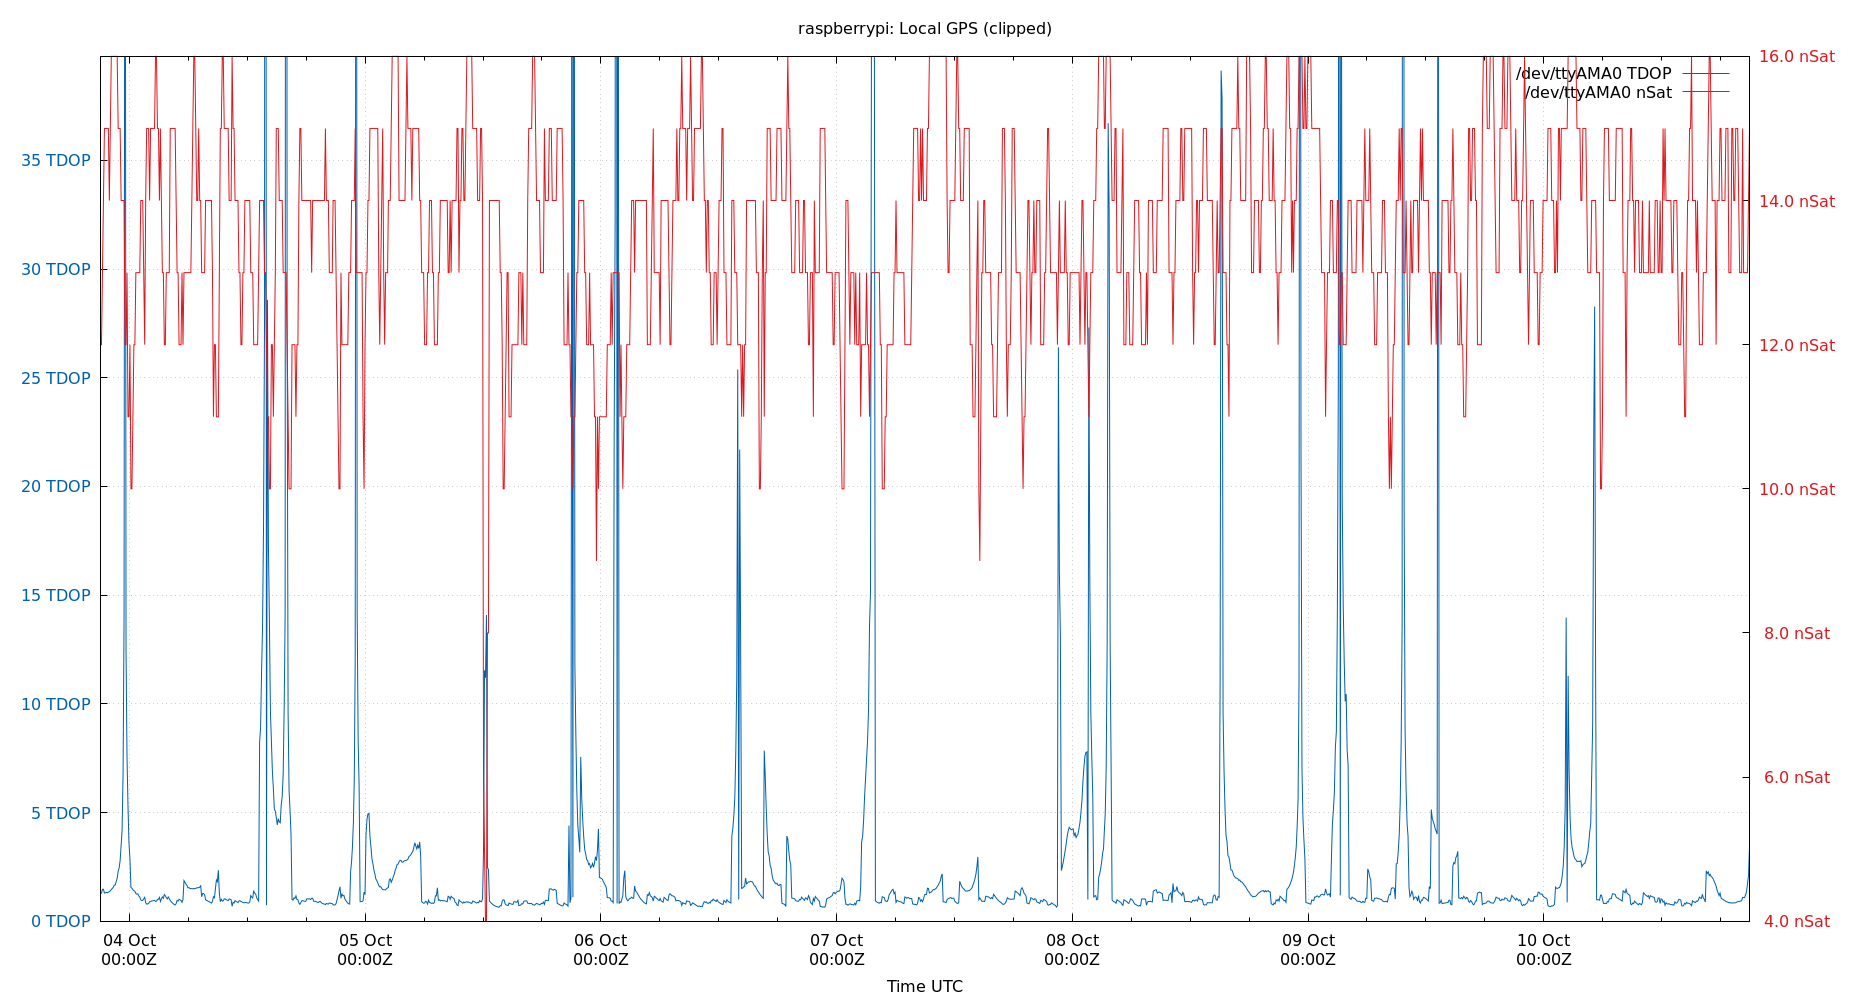 raspberrypi: Local GPS (clipped)
/dev/ttyAMA0 TDOP
/dev/ttyAMA0 nSat
35 TDOP
30 TDOP
25 TDOP
20 TDOP
15 TDOP
10 TDOP
5 TDOP
0 TDOP
16.0 nSat
14.0 nSat
12.0 nSat
10.0 nSat
8.0 nSat
6.0 nSat
4.0 nSat
04 Oct
00:00Z
05 Oct
00:00Z
06 Oct
00:00Z
07 Oct
00:00Z
08 Oct
00:00Z
09 Oct
00:00Z
10 Oct
00:00Z
Time UTC